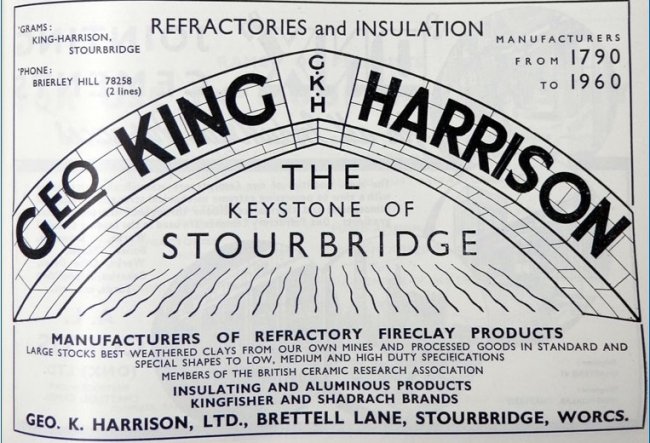 'GRAMS :
KING-HARRISON,
STOURBRIDGE
'PHONE :
BRIERLEY HILL 78258
(2 lines)
REFRACTORIES and INSULATION
MANUFACTURERS
FROM 1790
TO 1960
GEO KING HARRISON
G·K·H
THE
KEYSTONE OF
STOURBRIDGE
MANUFACTURERS OF REFRACTORY FIRECLAY PRODUCTS
LARGE STOCKS BEST WEATHERED CLAYS FROM OUR OWN MINES AND PROCESSED GOODS IN STANDARD AND
SPECIAL SHAPES TO LOW, MEDIUM AND HIGH DUTY SPECIFICATIONS
MEMBERS OF THE BRITISH CERAMIC RESEARCH ASSOCIATION
INSULATING AND ALUMINOUS PRODUCTS
KINGFISHER AND SHADRACH BRANDS
GEO. K. HARRISON, LTD., BRETTELL LANE, STOURBRIDGE, WORCS.